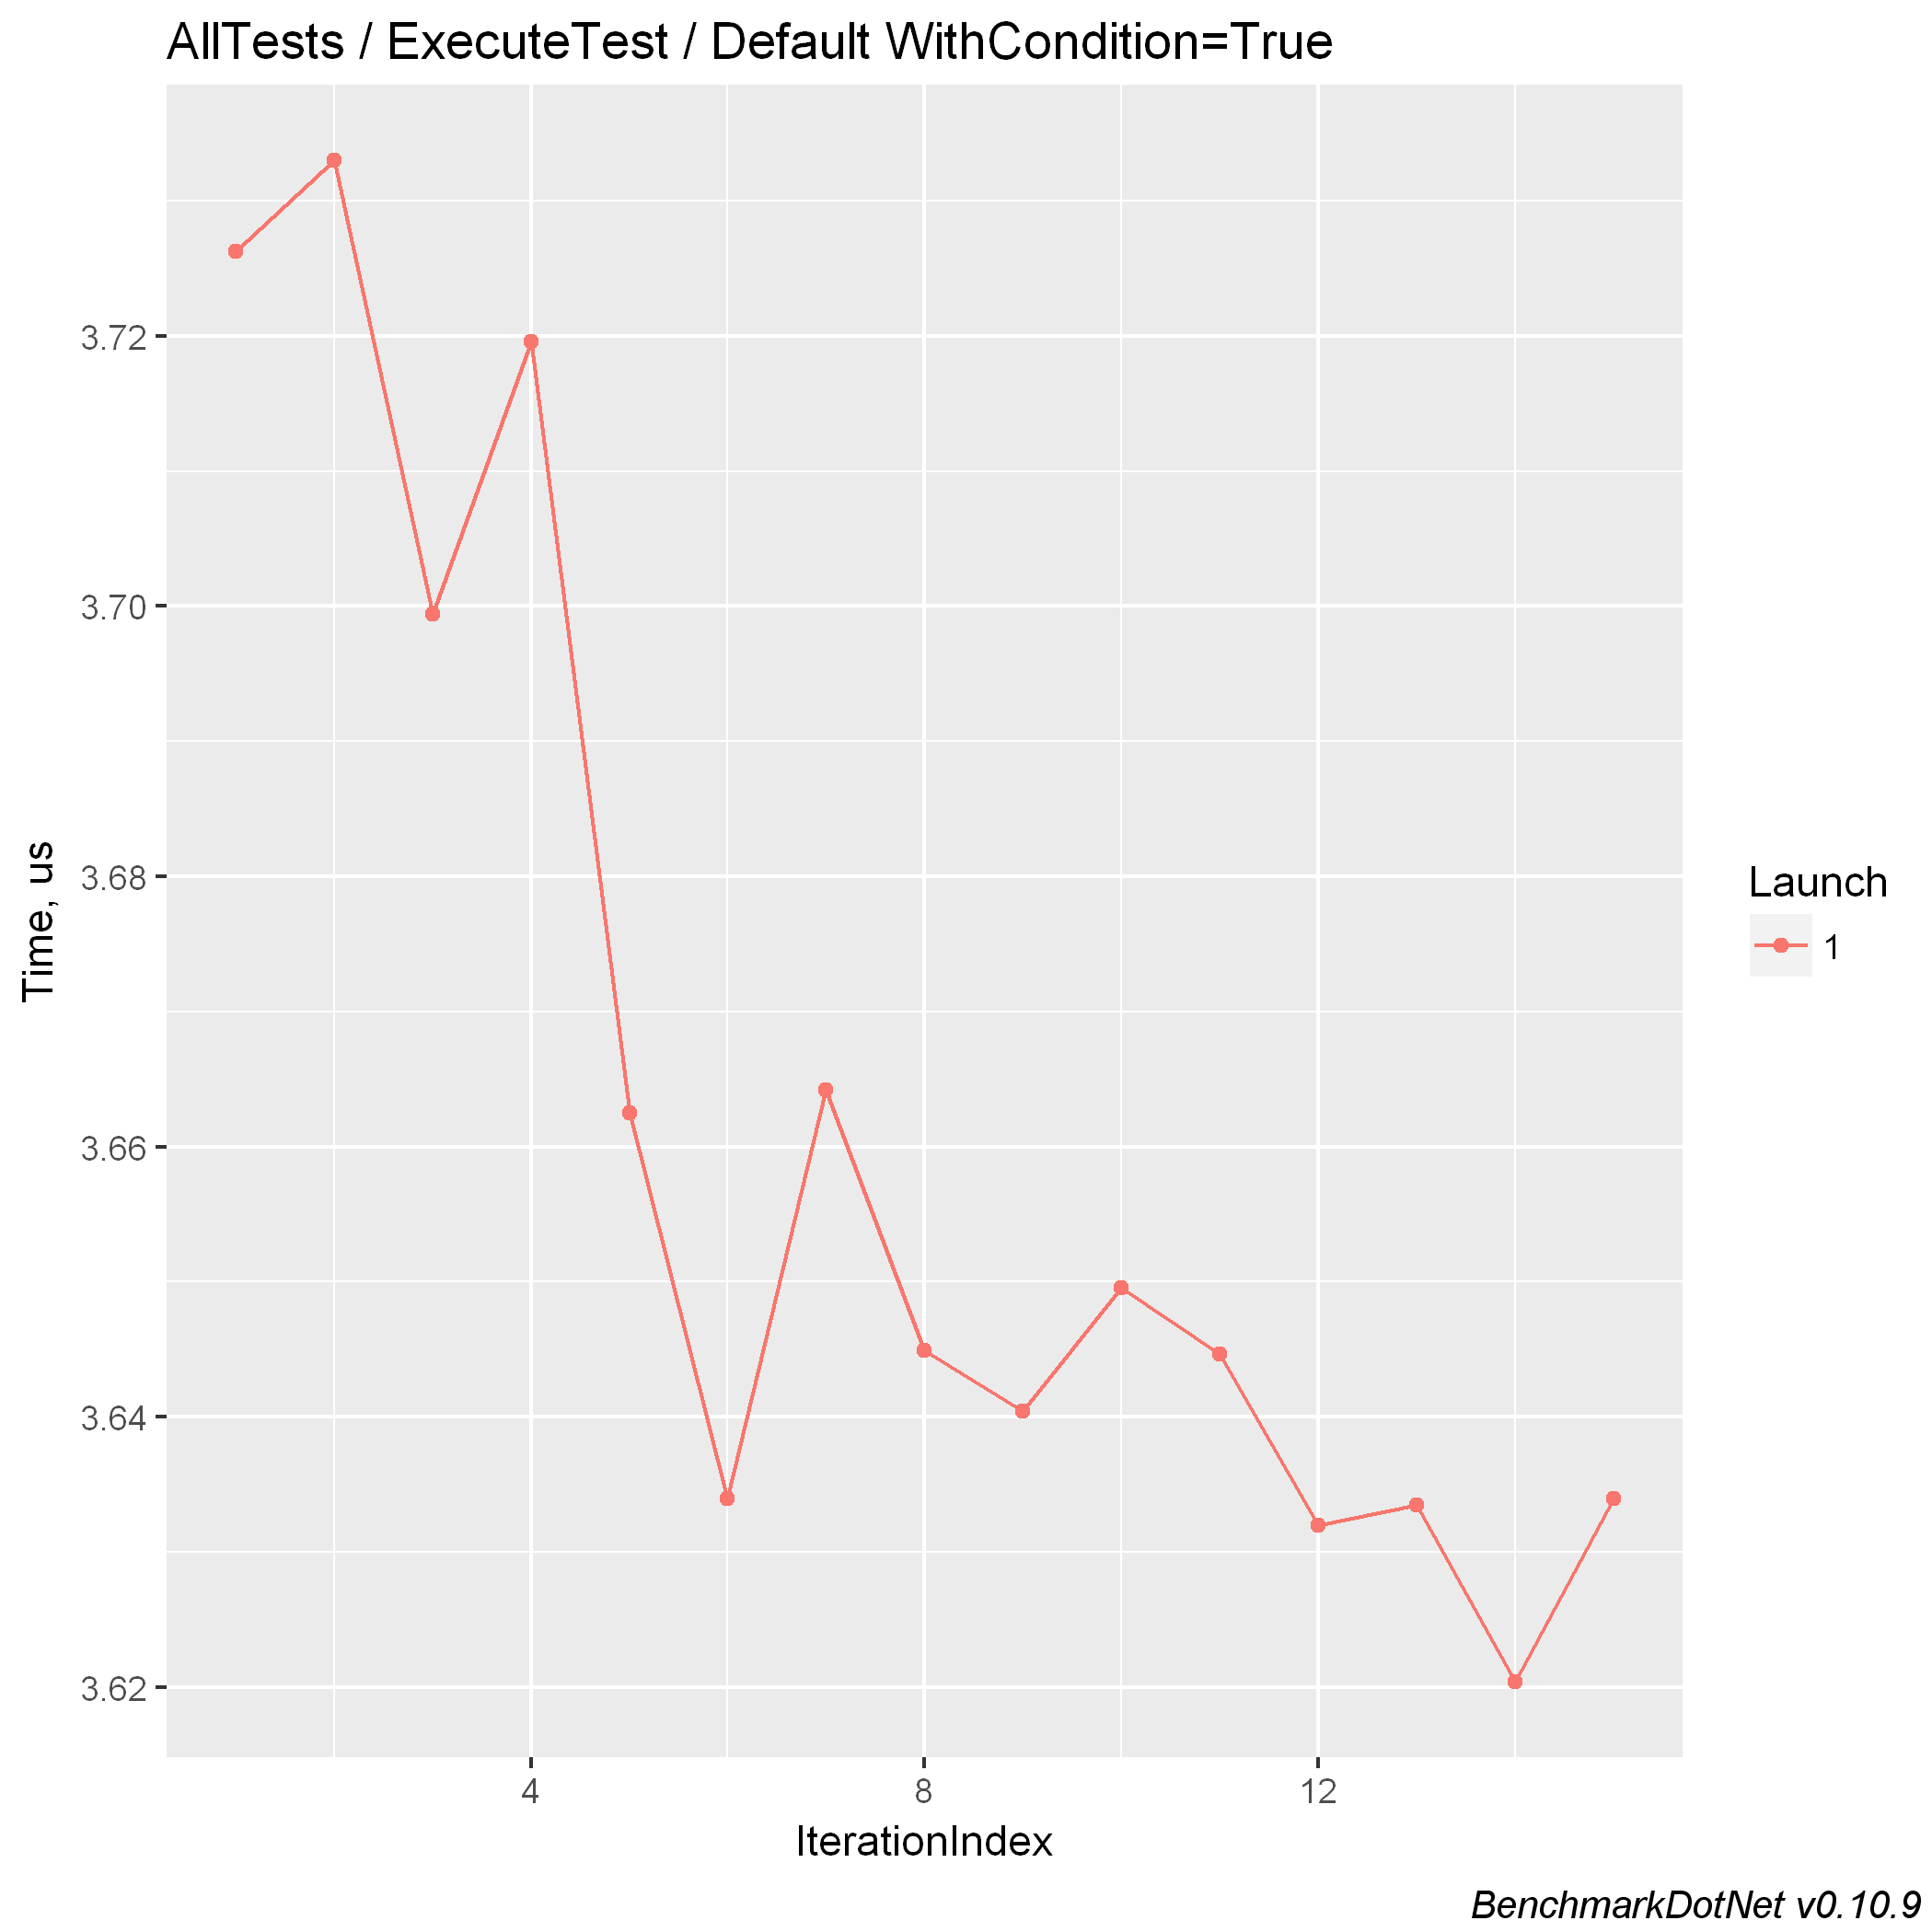 AllTests / ExecuteTest / Default WithCondition=True
Time, us
3.72
3.70
3.68
3.66
3.64
3.62
4
8
12
IterationIndex
Launch
1
BenchmarkDotNet v0.10.9